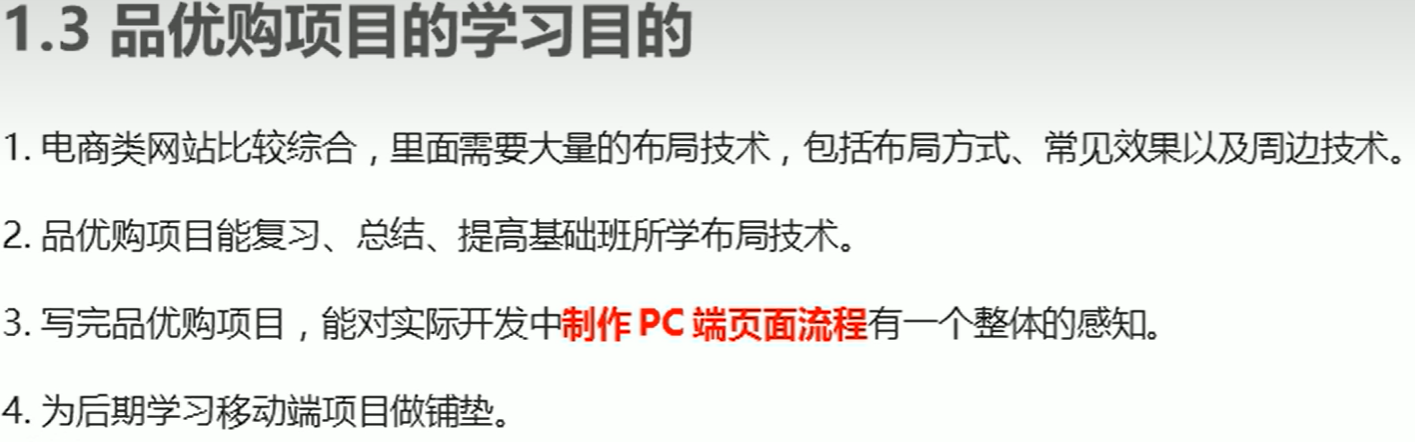 1.3 品优购项目的学习目的
1. 电商类网站比较综合，里面需要大量的布局技术，包括布局方式、常见效果以及周边技术。
2. 品优购项目能复习、总结、提高基础班所学布局技术。
3. 写完品优购项目，能对实际开发中制作 PC 端页面流程有一个整体的感知。
4. 为后期学习移动端项目做铺垫。